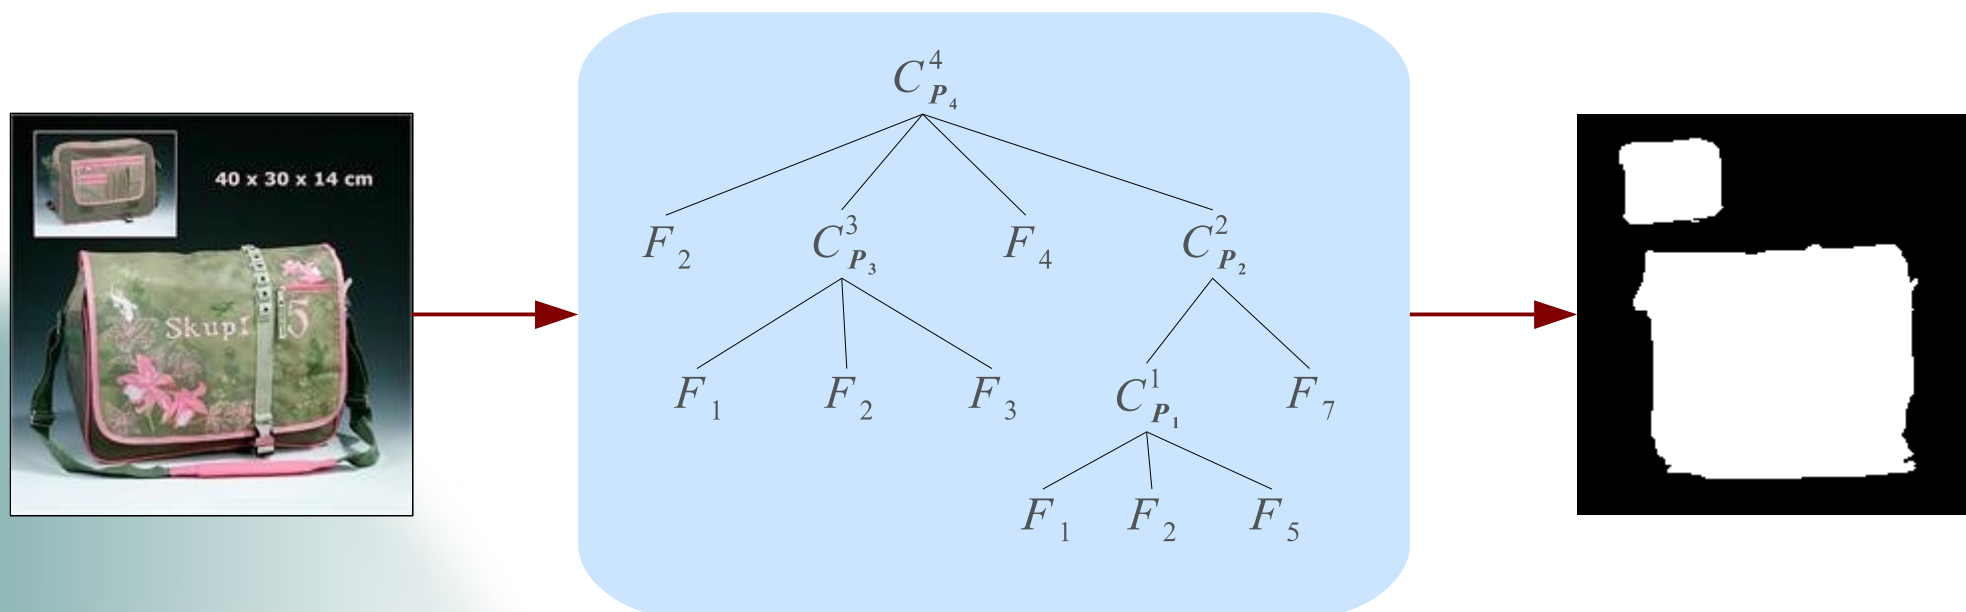 C^4_{P_4}
40 x 30 x 14 cm
F_2 C^3_{P_3} F_4 C^2_{P_2}
Skup! 5
F_1 F_2 F_3 C^1_{P_1} F_7
F_1 F_2 F_5